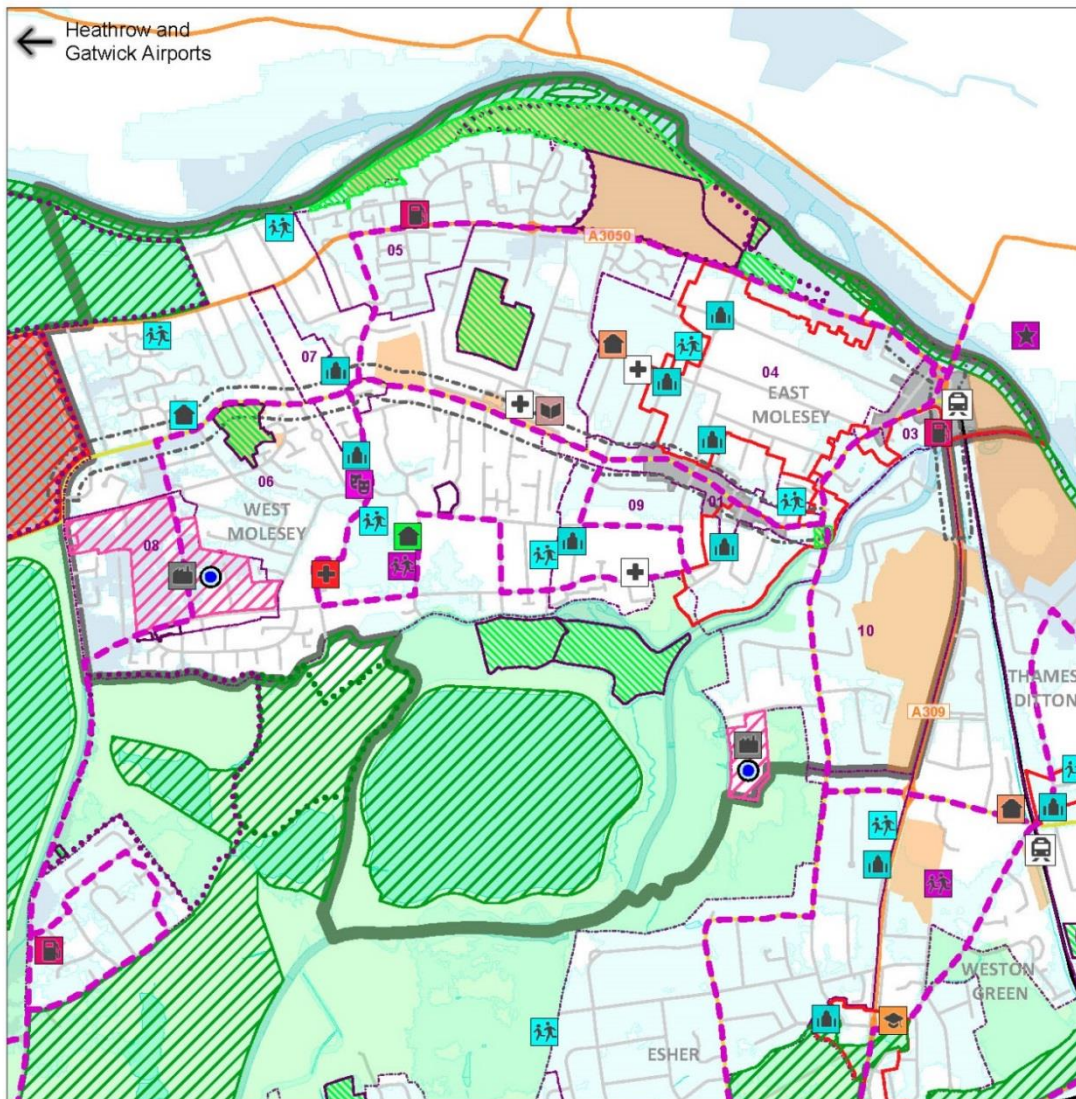 Heathrow and
Gatwick Airports
A3050
05
07
04
EAST
MOLESEY
03
06
WEST
MOLESEY
09
01
08
10
THAMES
DITTON
A309
WESTON
GREEN
ESHER